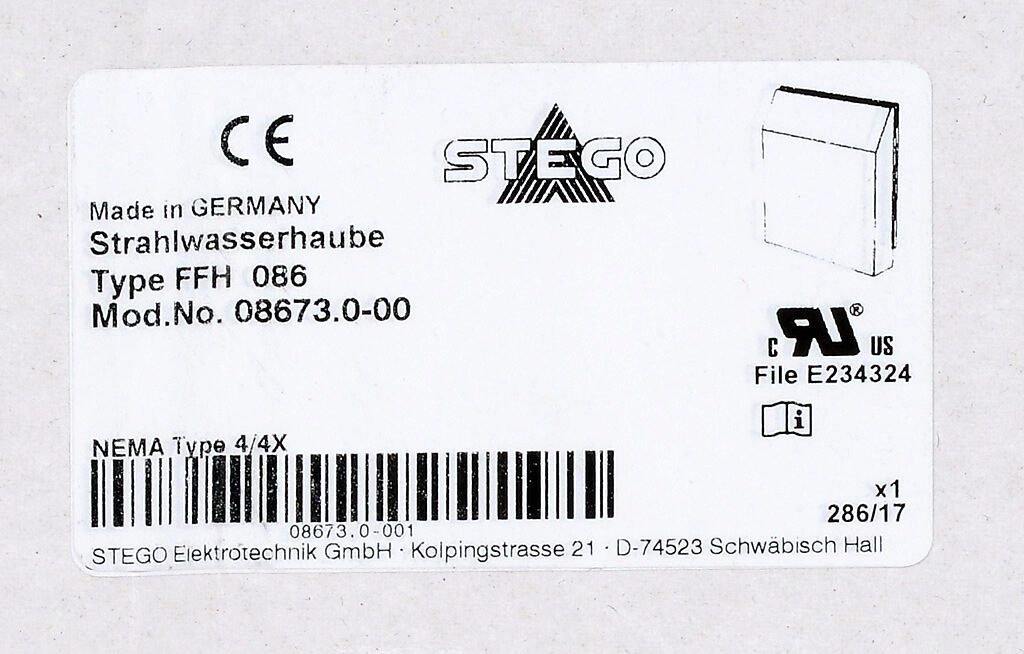 CE
STEGO
Made in GERMANY
Strahlwasserhaube
Type FFH 086
Mod.No. 08673.0-00
c RU® US
File E234324
i
NEMA Type 4/4X
x1
286/17
08673.0-001
STEGO Elektrotechnik GmbH · Kolpingstrasse 21 · D-74523 Schwäbisch Hall